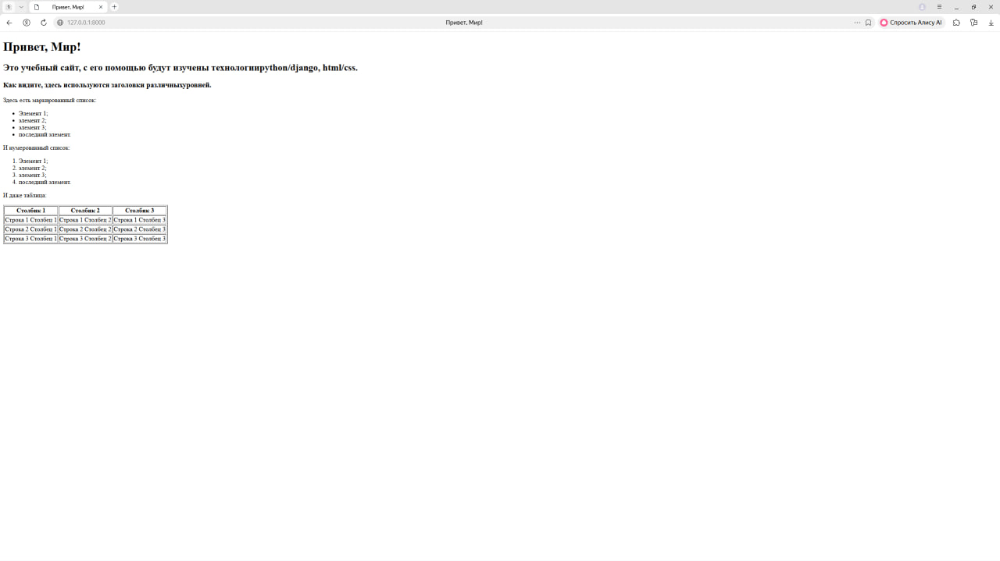 1
Привет, Мир!
127.0.0.1:8000
Привет, Мир!
Спросить Алису AI
Привет, Мир!
Это учебный сайт, с его помощью будут изучены технологииpython/django, html/css.
Как видите, здесь используются заголовки различныхуровней.
Здесь есть маркированный список:
• Элемент 1;
• элемент 2;
• элемент 3;
• последний элемент.
И нумерованный список:
1. Элемент 1;
2. элемент 2;
3. элемент 3;
4. последний элемент.
И даже таблица:
Столбик 1 Столбик 2 Столбик 3
Строка 1 Столбец 1 Строка 1 Столбец 2 Строка 1 Столбец 3
Строка 2 Столбец 1 Строка 2 Столбец 2 Строка 2 Столбец 3
Строка 3 Столбец 1 Строка 3 Столбец 2 Строка 3 Столбец 3